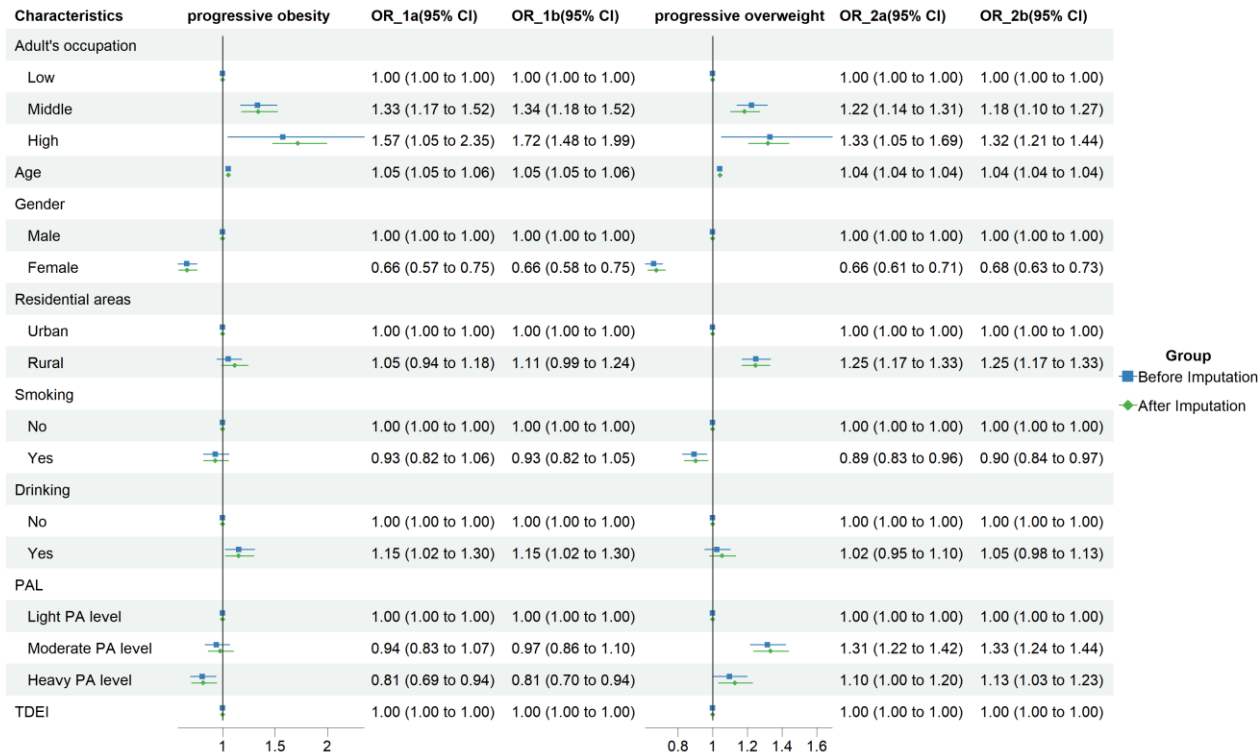 Characteristics progressive obesity OR_1a(95% CI) OR_1b(95% CI) progressive overweight OR_2a(95% CI) OR_2b(95% CI)
Adult's occupation
Low 1.00 (1.00 to 1.00) 1.00 (1.00 to 1.00) 1.00 (1.00 to 1.00) 1.00 (1.00 to 1.00)
Middle 1.33 (1.17 to 1.52) 1.34 (1.18 to 1.52) 1.22 (1.14 to 1.31) 1.18 (1.10 to 1.27)
High 1.57 (1.05 to 2.35) 1.72 (1.48 to 1.99) 1.33 (1.05 to 1.69) 1.32 (1.21 to 1.44)
Age 1.05 (1.05 to 1.06) 1.05 (1.05 to 1.06) 1.04 (1.04 to 1.04) 1.04 (1.04 to 1.04)
Gender
Male 1.00 (1.00 to 1.00) 1.00 (1.00 to 1.00) 1.00 (1.00 to 1.00) 1.00 (1.00 to 1.00)
Female 0.66 (0.57 to 0.75) 0.66 (0.58 to 0.75) 0.66 (0.61 to 0.71) 0.68 (0.63 to 0.73)
Residential areas
Urban 1.00 (1.00 to 1.00) 1.00 (1.00 to 1.00) 1.00 (1.00 to 1.00) 1.00 (1.00 to 1.00)
Rural 1.05 (0.94 to 1.18) 1.11 (0.99 to 1.24) 1.25 (1.17 to 1.33) 1.25 (1.17 to 1.33)
Smoking
No 1.00 (1.00 to 1.00) 1.00 (1.00 to 1.00) 1.00 (1.00 to 1.00) 1.00 (1.00 to 1.00)
Yes 0.93 (0.82 to 1.06) 0.93 (0.82 to 1.05) 0.89 (0.83 to 0.96) 0.90 (0.84 to 0.97)
Drinking
No 1.00 (1.00 to 1.00) 1.00 (1.00 to 1.00) 1.00 (1.00 to 1.00) 1.00 (1.00 to 1.00)
Yes 1.15 (1.02 to 1.30) 1.15 (1.02 to 1.30) 1.02 (0.95 to 1.10) 1.05 (0.98 to 1.13)
PAL
Light PA level 1.00 (1.00 to 1.00) 1.00 (1.00 to 1.00) 1.00 (1.00 to 1.00) 1.00 (1.00 to 1.00)
Moderate PA level 0.94 (0.83 to 1.07) 0.97 (0.86 to 1.10) 1.31 (1.22 to 1.42) 1.33 (1.24 to 1.44)
Heavy PA level 0.81 (0.69 to 0.94) 0.81 (0.70 to 0.94) 1.10 (1.00 to 1.20) 1.13 (1.03 to 1.23)
TDEI 1.00 (1.00 to 1.00) 1.00 (1.00 to 1.00) 1.00 (1.00 to 1.00) 1.00 (1.00 to 1.00)
1 1.5 2 0.8 1 1.2 1.4 1.6
Group
Before Imputation
After Imputation